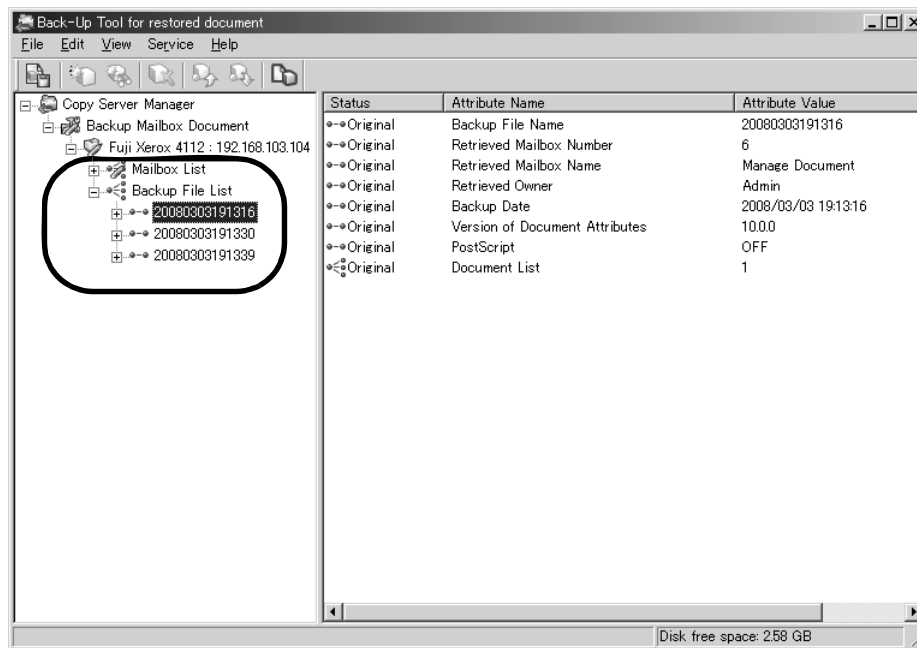 Back-Up Tool for restored document
File Edit View Service Help
Copy Server Manager
Backup Mailbox Document
Fuji Xerox 4112 : 192.168.103.104
Mailbox List
Backup File List
20080303191316
20080303191330
20080303191339
Status Attribute Name Attribute Value
Original Backup File Name 20080303191316
Original Retrieved Mailbox Number 6
Original Retrieved Mailbox Name Manage Document
Original Retrieved Owner Admin
Original Backup Date 2008/03/03 19:13:16
Original Version of Document Attributes 10.0.0
Original PostScript OFF
Original Document List 1
Disk free space: 2.58 GB